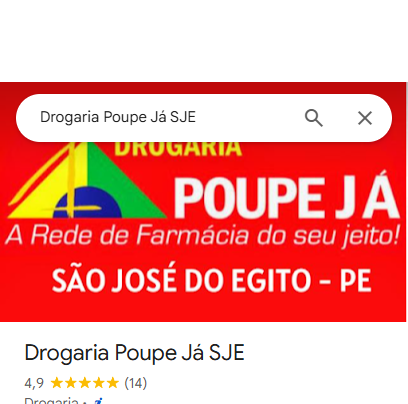 Drogaria Poupe Já SJE
DROGARIA
POUPE JÁ
A Rede de Farmácia do seu jeito!
SÃO JOSÉ DO EGITO - PE
Drogaria Poupe Já SJE
4,9 (14)
Drogaria